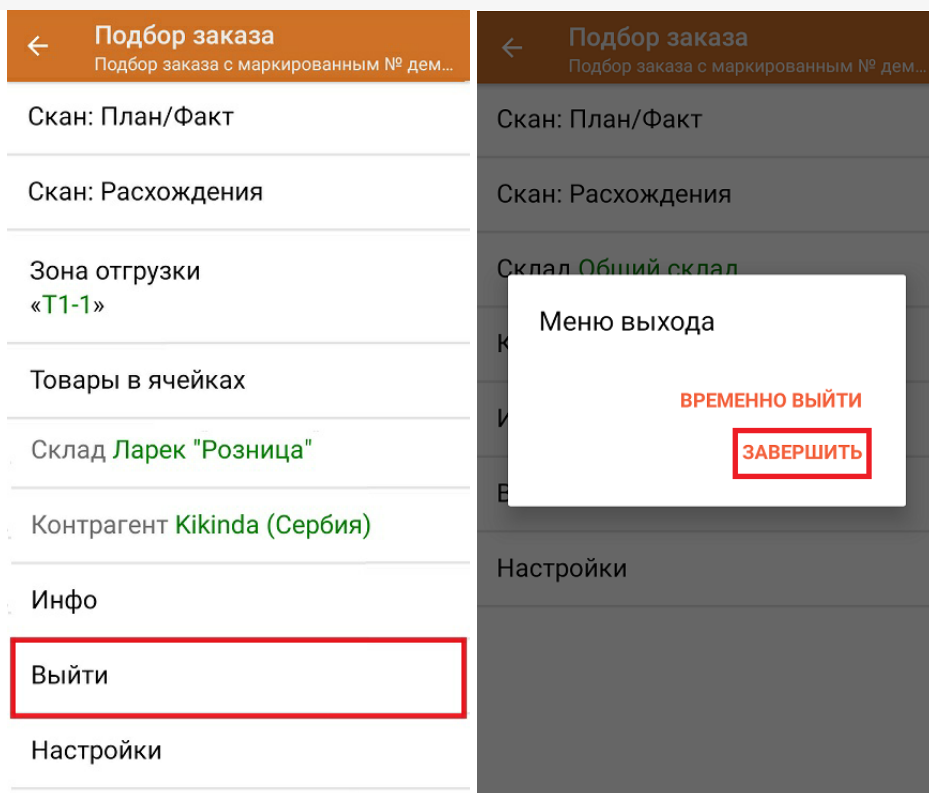 Подбор заказа
Подбор заказа с маркированным № дем...
Скан: План/Факт
Скан: Расхождения
Зона отгрузки
«Т1-1»
Товары в ячейках
Склад Ларек "Розница"
Контрагент Kikinda (Сербия)
Инфо
Выйти
Настройки
Подбор заказа
Подбор заказа с маркированным № дем...
Скан: План/Факт
Скан: Расхождения
Склад Общий склад
Меню выхода
ВРЕМЕННО ВЫЙТИ
ЗАВЕРШИТЬ
Настройки